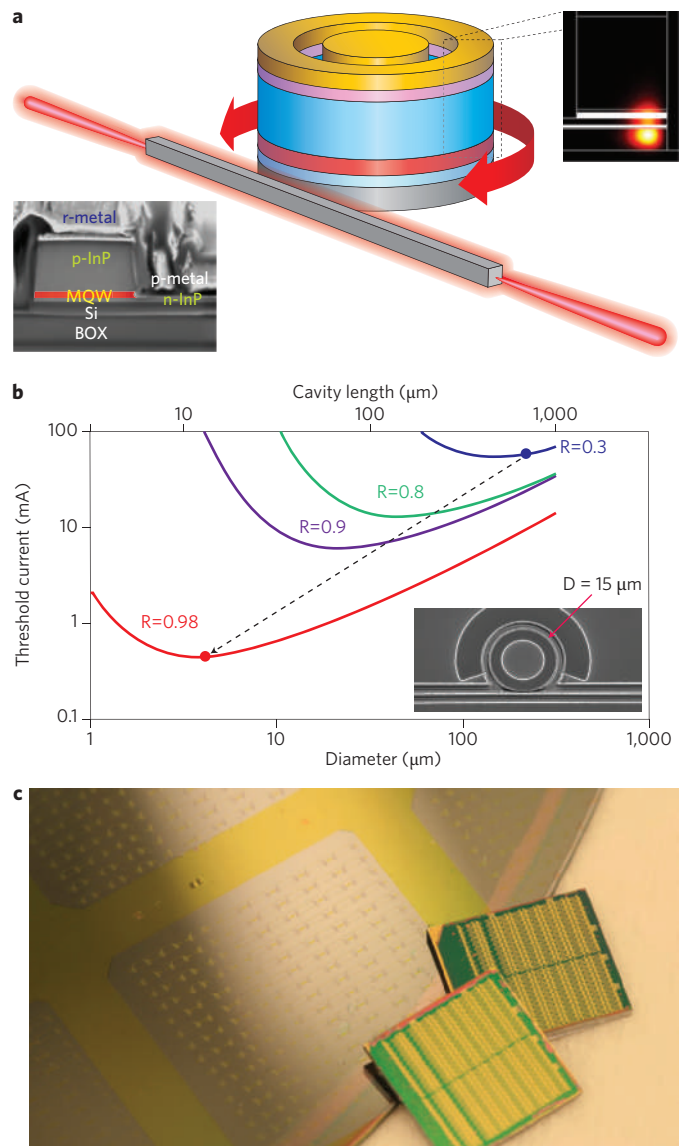 a
r-metal
p-InP
p-metal
MQW
n-InP
Si
BOX
b
Cavity length (μm)
10
100
1,000
100
10
1
0.1
Threshold current (mA)
R=0.3
R=0.8
R=0.9
R=0.98
D = 15 μm
1
10
100
1,000
Diameter (μm)
c